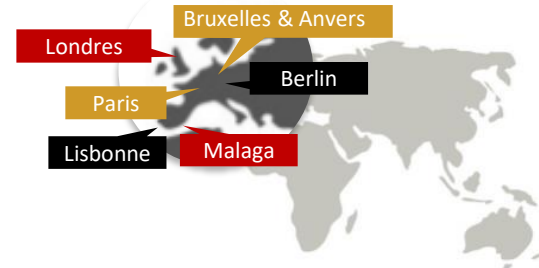 Bruxelles & Anvers
Londres
Berlin
Paris
Lisbonne
Malaga